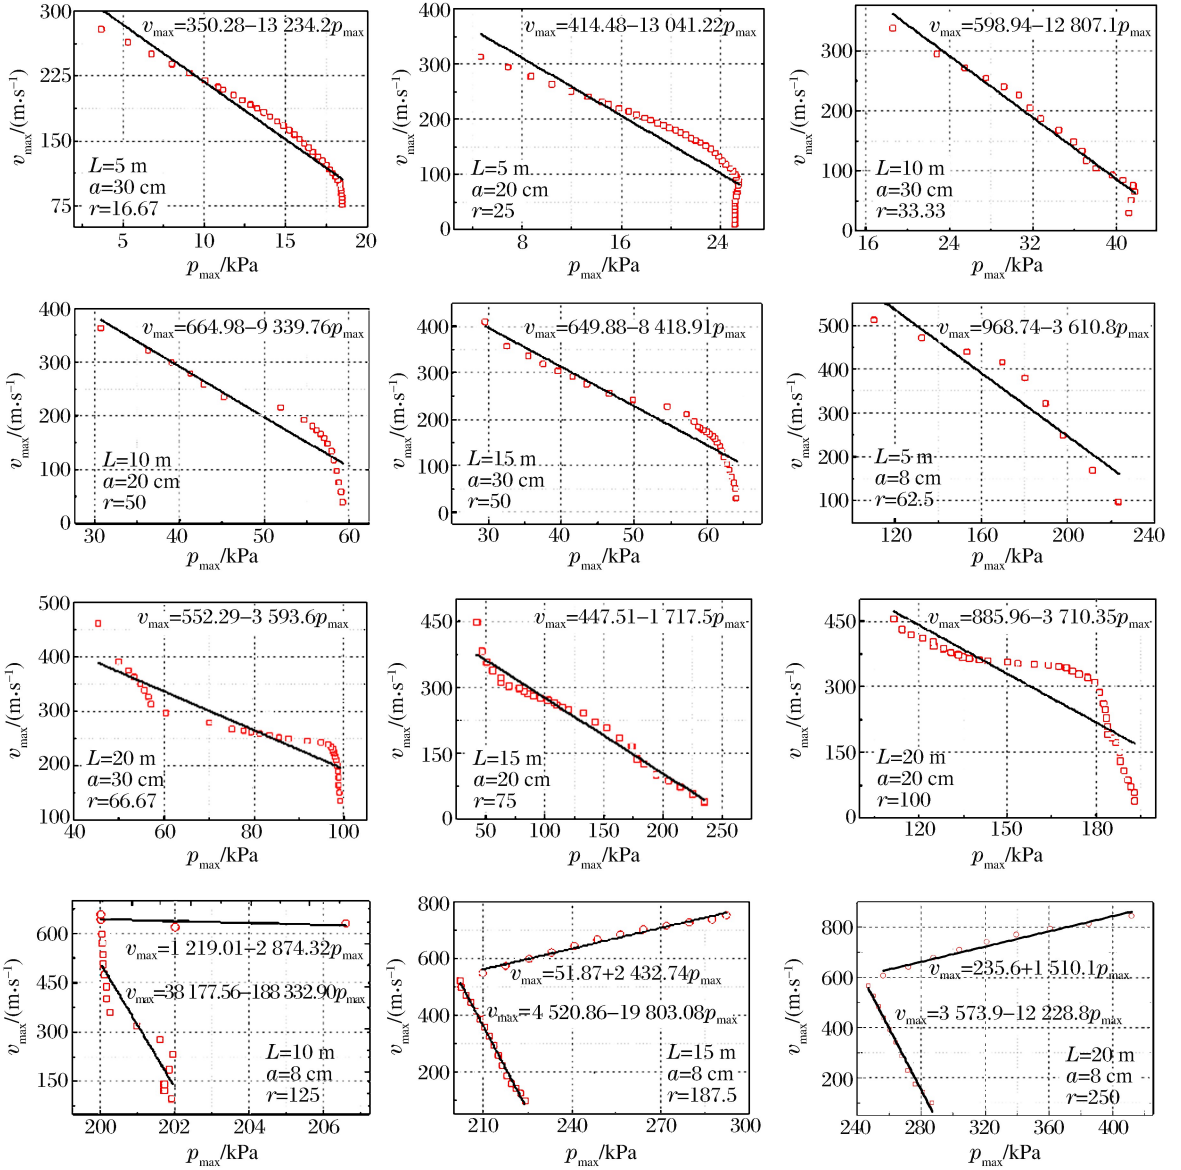 300
225
150
75
v_max/(m·s⁻¹)
v_max=350.28−13 234.2p_max
L=5 m
a=30 cm
r=16.67
5 10 15 20
p_max/kPa
400
300
200
100
0
v_max/(m·s⁻¹)
v_max=414.48−13 041.22p_max
L=5 m
a=20 cm
r=25
8 16 24
p_max/kPa
300
200
100
0
v_max/(m·s⁻¹)
v_max=598.94−12 807.1p_max
L=10 m
a=30 cm
r=33.33
16 24 32 40
p_max/kPa
400
300
200
100
0
v_max/(m·s⁻¹)
v_max=664.98−9 339.76p_max
L=10 m
a=20 cm
r=50
30 40 50 60
p_max/kPa
400
300
200
100
0
v_max/(m·s⁻¹)
v_max=649.88−8 418.91p_max
L=15 m
a=30 cm
r=50
30 40 50 60
p_max/kPa
500
400
300
200
100
v_max/(m·s⁻¹)
v_max=968.74−3 610.8p_max
L=5 m
a=8 cm
r=62.5
120 160 200 240
p_max/kPa
500
400
300
200
100
v_max/(m·s⁻¹)
v_max=552.29−3 593.6p_max
L=20 m
a=30 cm
r=66.67
40 60 80 100
p_max/kPa
450
300
150
0
v_max/(m·s⁻¹)
v_max=447.51−1 717.5p_max
L=15 m
a=20 cm
r=75
50 100 150 200 250
p_max/kPa
450
300
150
0
v_max/(m·s⁻¹)
v_max=885.96−3 710.35p_max
L=20 m
a=20 cm
r=100
120 150 180
p_max/kPa
600
450
300
150
v_max/(m·s⁻¹)
v_max=1 219.01−2 874.32p_max
v_max=38 177.56−188 332.90p_max
L=10 m
a=8 cm
r=125
200 202 204 206
p_max/kPa
800
600
400
200
v_max/(m·s⁻¹)
v_max=51.87+2 432.74p_max
v_max=4 520.86−19 803.08p_max
L=15 m
a=8 cm
r=187.5
210 240 270 300
p_max/kPa
800
600
400
200
v_max/(m·s⁻¹)
v_max=235.6+1 510.1p_max
v_max=3 573.9−12 228.8p_max
L=20 m
a=8 cm
r=250
240 280 320 360 400
p_max/kPa